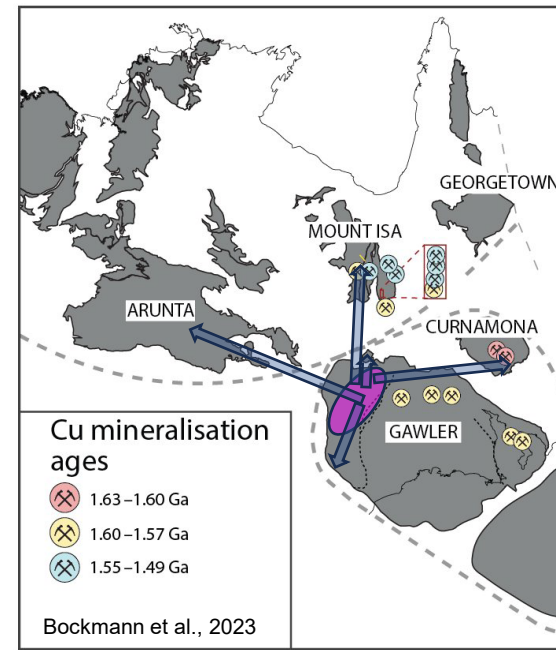 GEORGETOWN
MOUNT ISA
ARUNTA
CURNAMONA
GAWLER
Cu mineralisation
ages
1.63–1.60 Ga
1.60–1.57 Ga
1.55–1.49 Ga
Bockmann et al., 2023